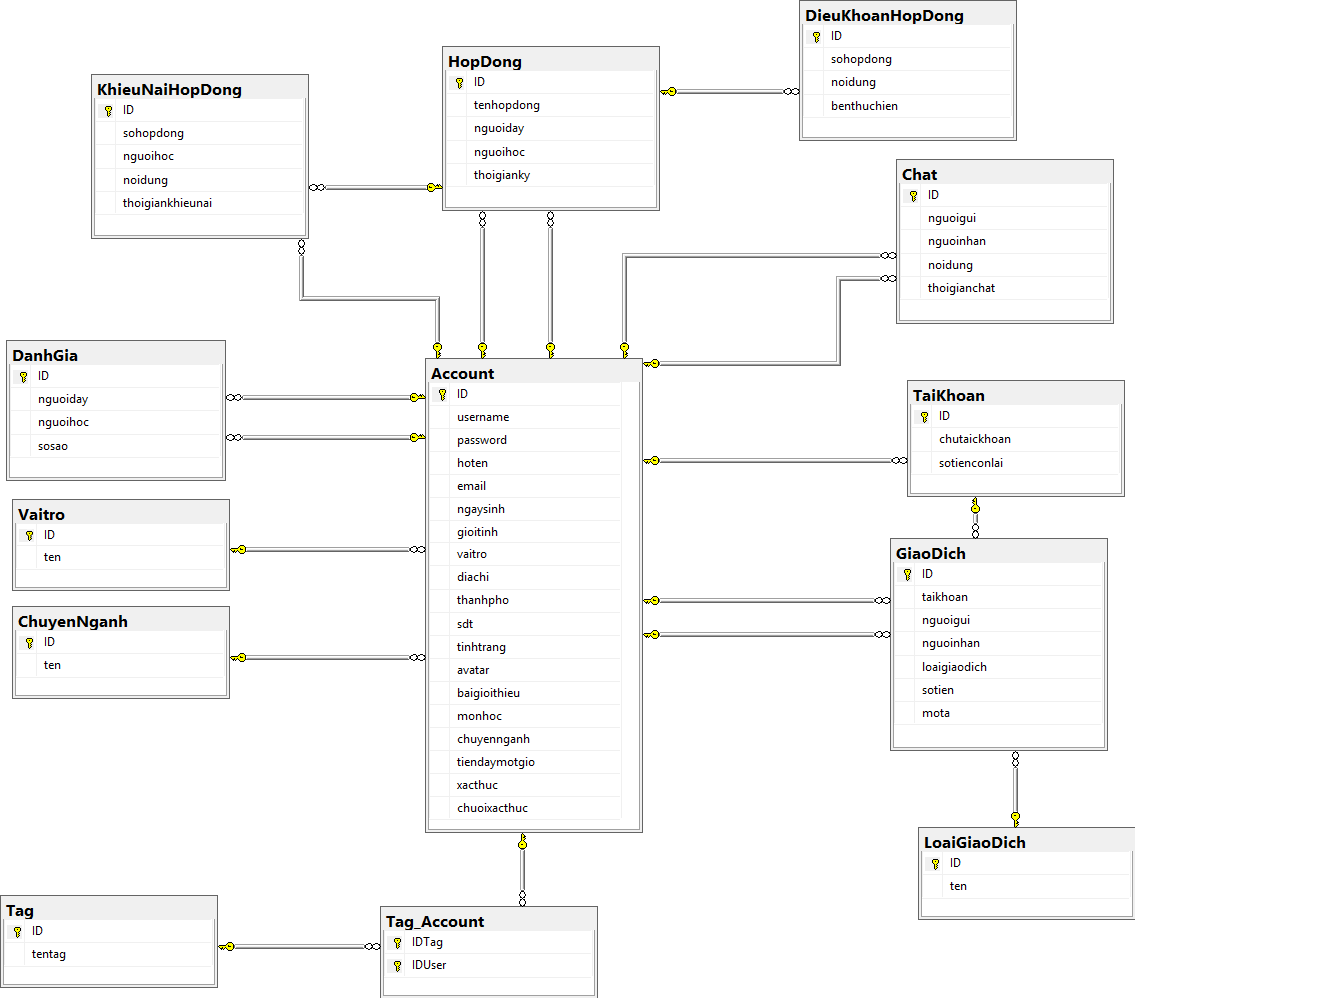 DieuKhoanHopDong
ID
sohopdong
noidung
benthuchien
HopDong
ID
tenhopdong
nguoiday
nguoihoc
thoigianky
KhieuNaiHopDong
ID
sohopdong
nguoihoc
noidung
thoigiankhieunai
Chat
ID
nguoigui
nguoinhan
noidung
thoigianchat
DanhGia
ID
nguoiday
nguoihoc
sosao
Account
ID
username
password
hoten
email
ngaysinh
gioitinh
vaitro
diachi
thanhpho
sdt
tinhtrang
avatar
baigioithieu
monhoc
chuyennganh
tiendaymotgio
xacthuc
chuoixacthuc
TaiKhoan
ID
chutaickhoan
sotienconlai
Vaitro
ID
ten
GiaoDich
ID
taikhoan
nguoigui
nguoinhan
loaigiaodich
sotien
mota
ChuyenNganh
ID
ten
LoaiGiaoDich
ID
ten
Tag
ID
tentag
Tag_Account
IDTag
IDUser